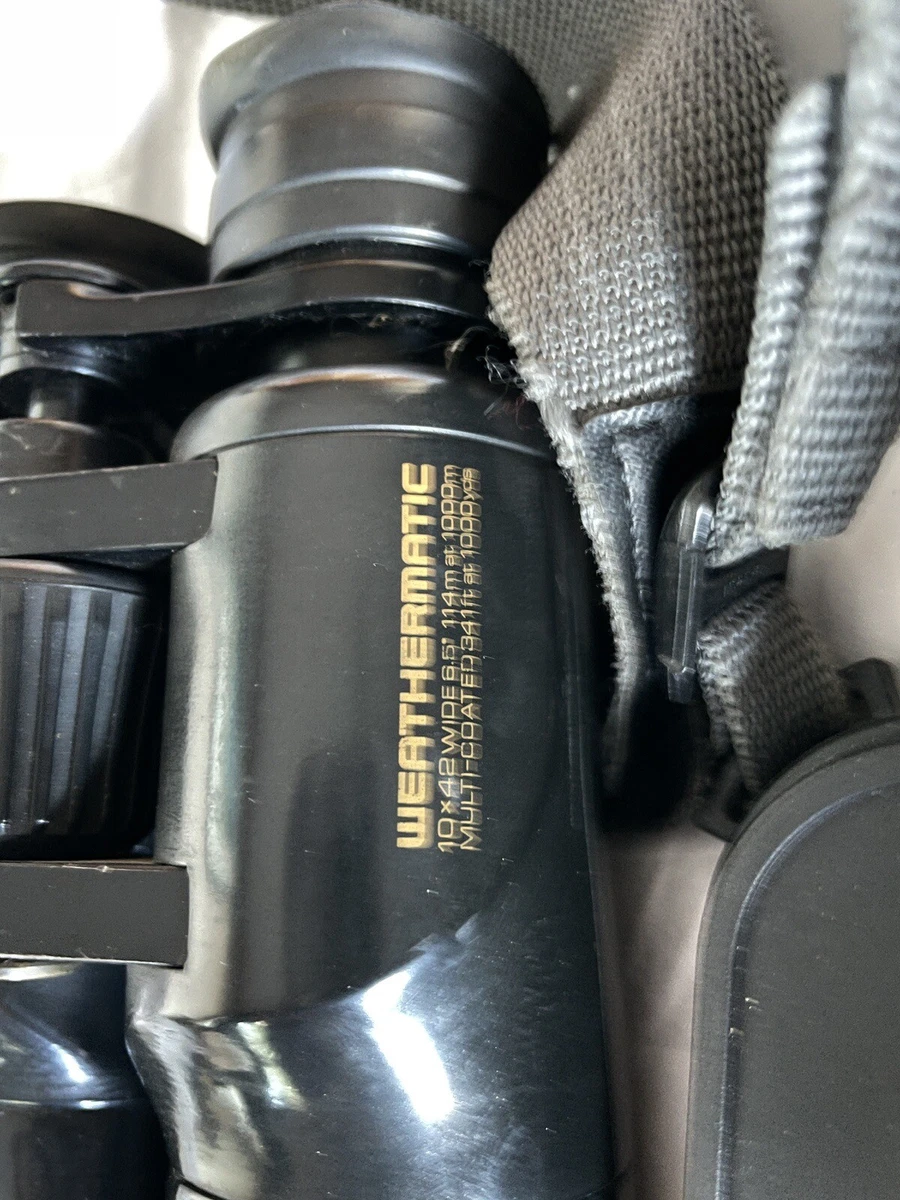 WEATHERMATIC
10×42 WIDE 6.5° 114m at 1000m
MULTI-COATED 341ft at 1000yds